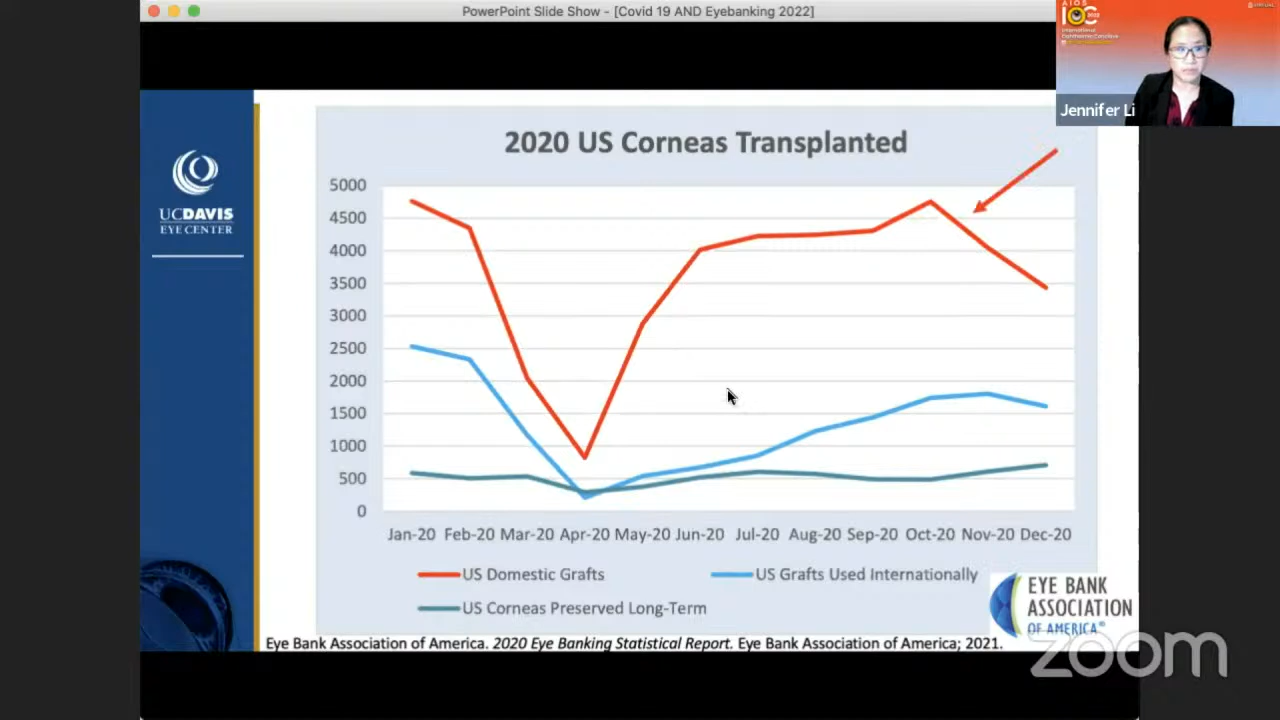 PowerPoint Slide Show - [Covid 19 AND Eyebanking 2022]
AIOS
IOC
Jennifer Li
UCDAVIS
EYE CENTER
2020 US Corneas Transplanted
5000
4500
4000
3500
3000
2500
2000
1500
1000
500
0
Jan-20 Feb-20 Mar-20 Apr-20 May-20 Jun-20 Jul-20 Aug-20 Sep-20 Oct-20 Nov-20 Dec-20
US Domestic Grafts US Grafts Used Internationally
US Corneas Preserved Long-Term
EYE BANK
ASSOCIATION
OF AMERICA®
Eye Bank Association of America. 2020 Eye Banking Statistical Report. Eye Bank Association of America; 2021.
zoom